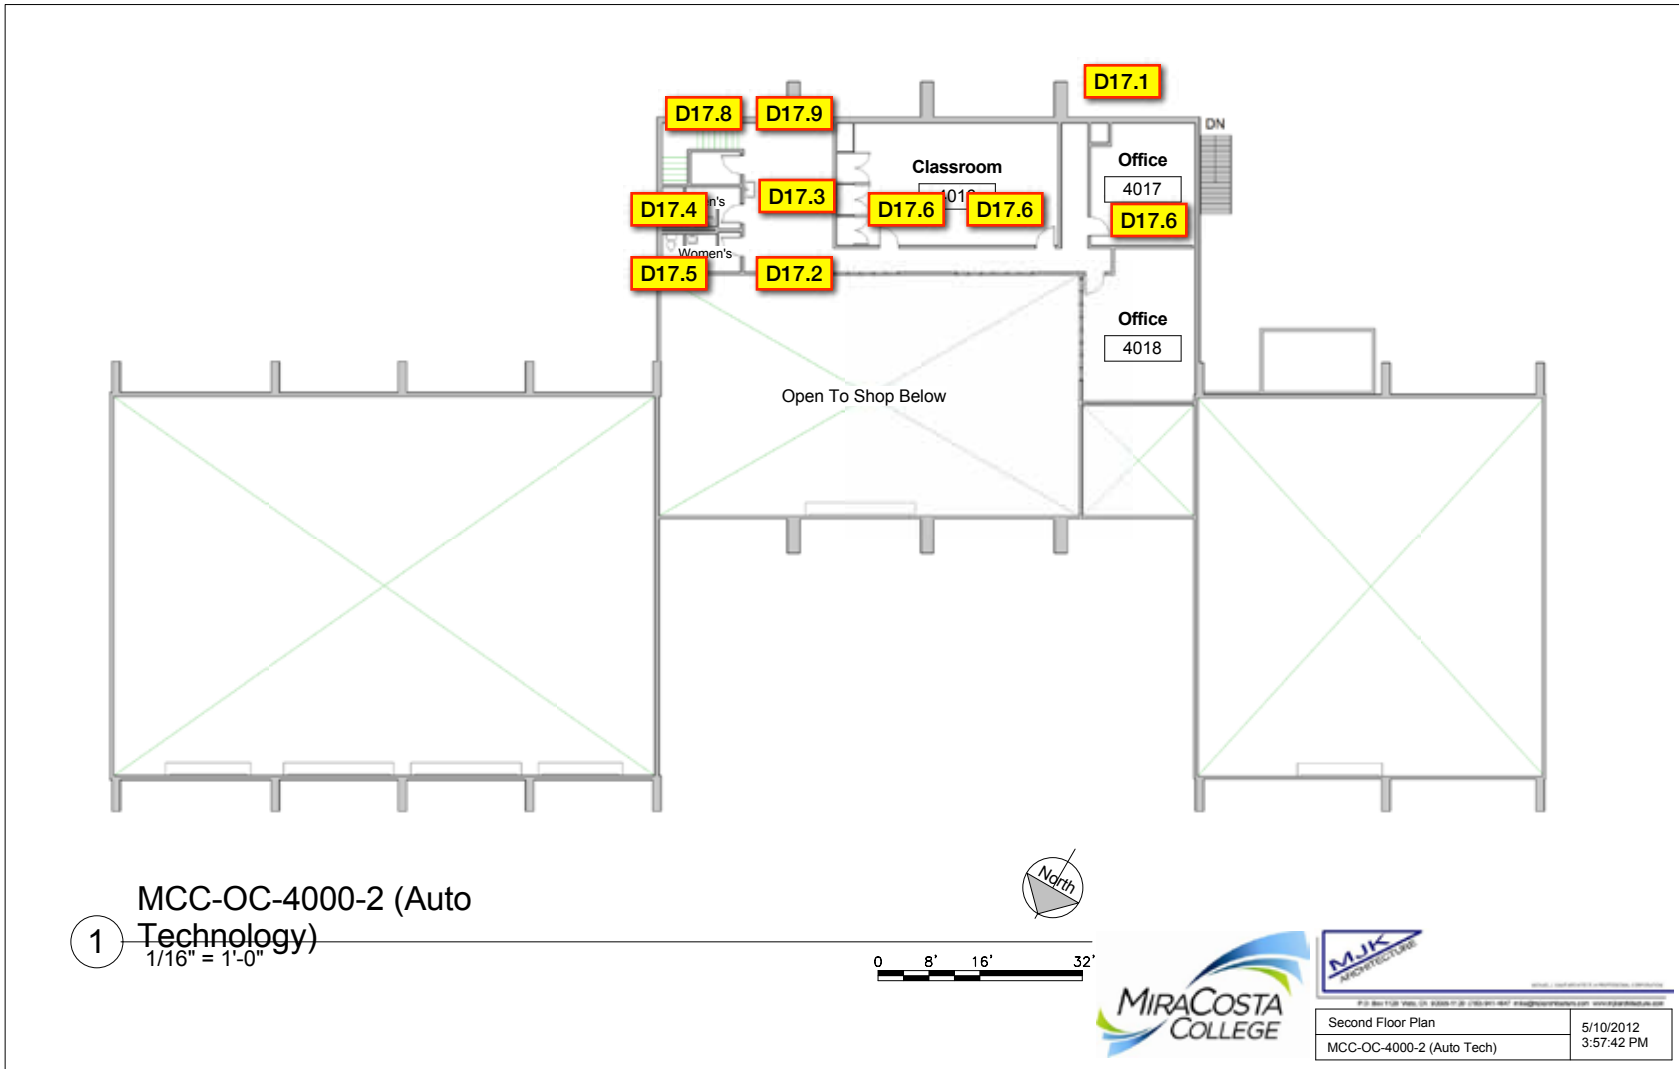 D17.1
D17.8
D17.9
DN
Classroom
Office
4017
D17.3
D17.4
D17.6
D17.6
D17.6
Women's
D17.5
D17.2
Office
4018
Open To Shop Below
North
MCC-OC-4000-2 (Auto
Technology)
1
1/16" = 1'-0"
0 8' 16' 32'
MIRACOSTA
COLLEGE
MJK
ARCHITECTURE
Second Floor Plan
MCC-OC-4000-2 (Auto Tech)
5/10/2012
3:57:42 PM